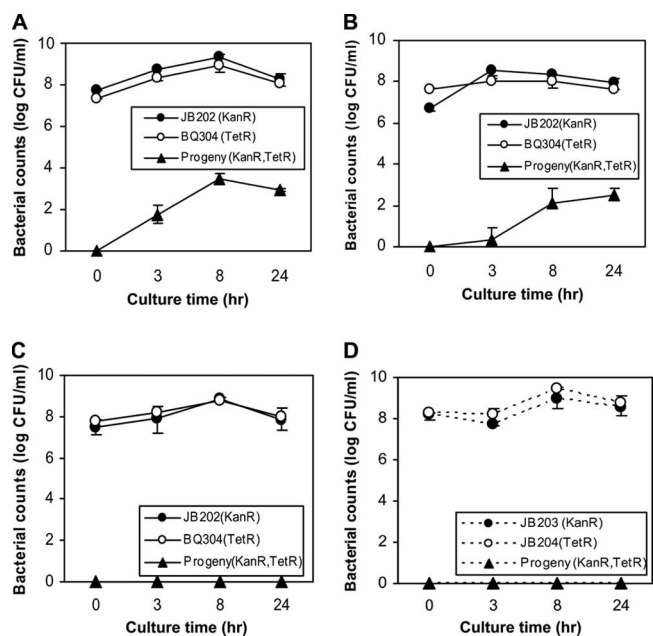 A
Bacterial counts (log CFU/ml)
10
8
6
4
2
0
JB202(KanR)
BQ304(TetR)
Progeny(KanR,TetR)
0 3 8 24
Culture time (hr)
B
Bacterial counts (log CFU/ml)
10
8
6
4
2
0
JB202(KanR)
BQ304(TetR)
Progeny(KanR,TetR)
0 3 8 24
Culture time (hr)
C
Bacterial counts (log CFU/ml)
10
8
6
4
2
0
JB202(KanR)
BQ304(TetR)
Progeny(KanR,TetR)
0 3 8 24
Culture time (hr)
D
Bacterial counts (log CFU/ml)
10
8
6
4
2
0
JB203 (KanR)
JB204(TetR)
Progeny(KanR,TetR)
0 3 8 24
Culture time (hr)